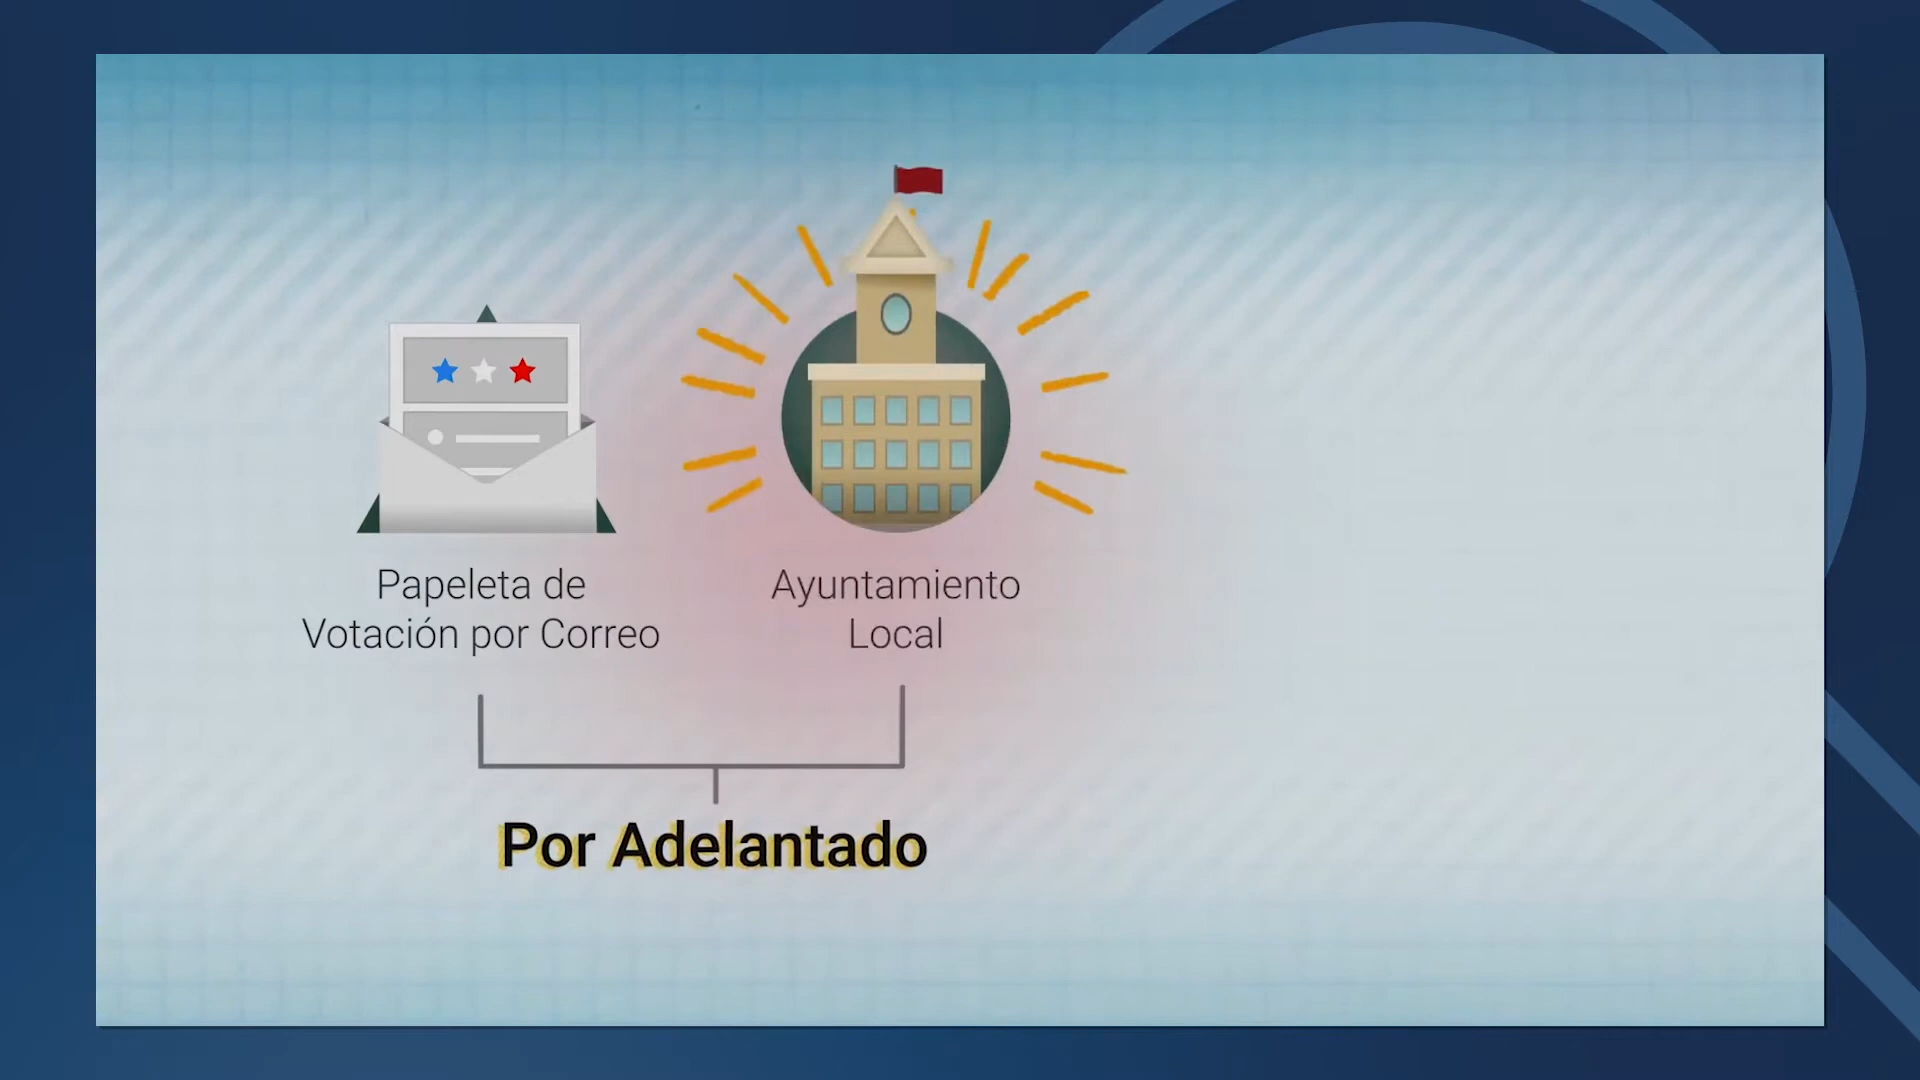 Papeleta de
Votación por Correo
Ayuntamiento
Local
Por Adelantado